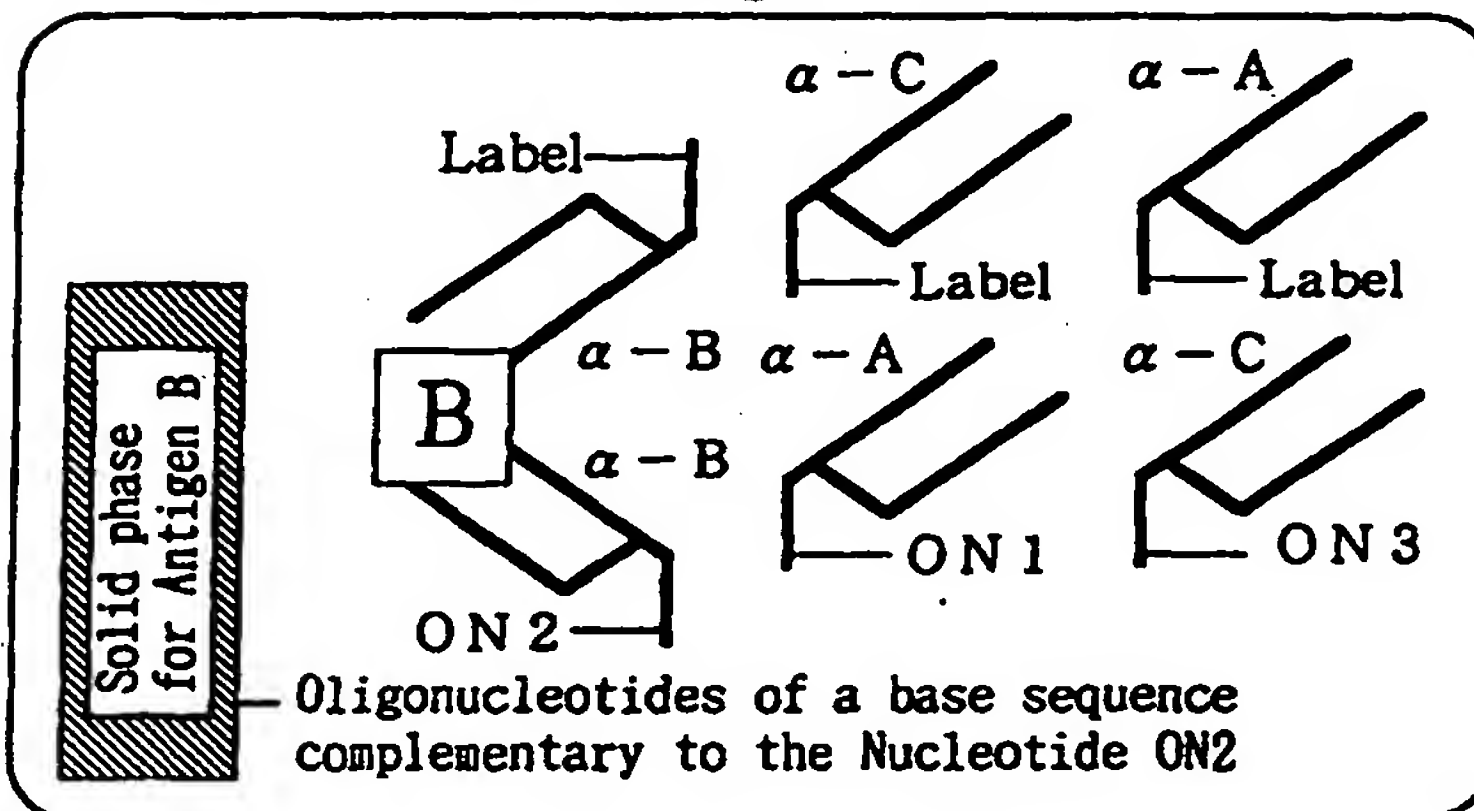 α－C
α－A
Label
Label
Label
α－B
α－A
α－C
B
α－B
ON1
ON3
ON2
Solid phase
for Antigen B
Oligonucleotides of a base sequence
complementary to the Nucleotide ON2